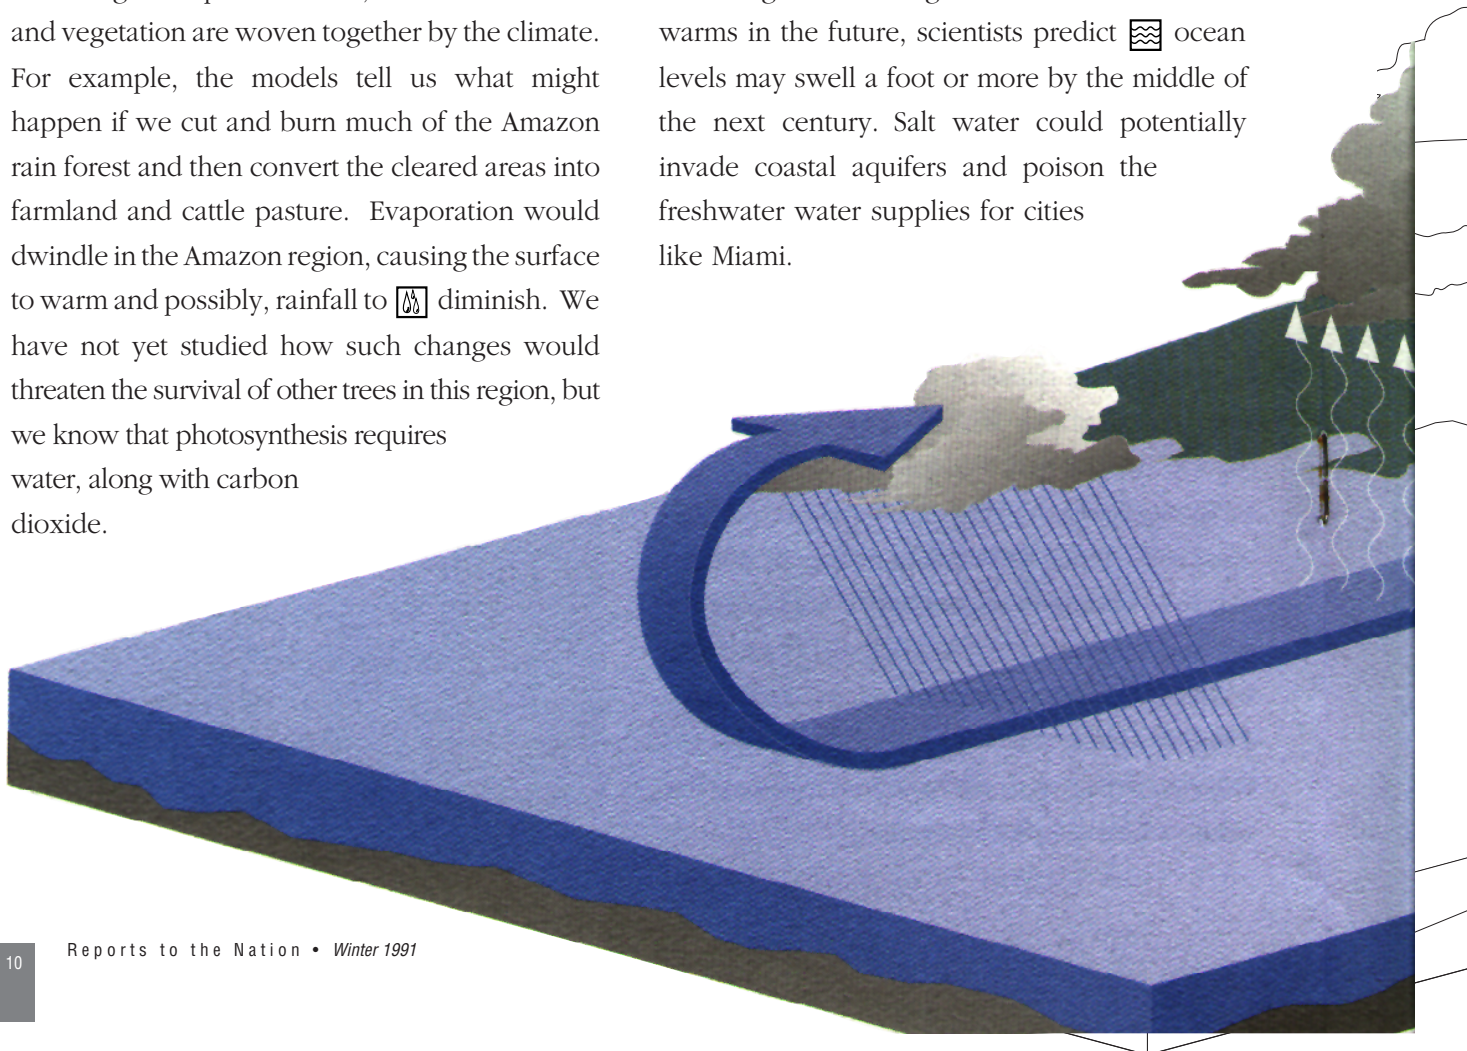 and vegetation are woven together by the climate.
For example, the models tell us what might
happen if we cut and burn much of the Amazon
rain forest and then convert the cleared areas into
farmland and cattle pasture. Evaporation would
dwindle in the Amazon region, causing the surface
to warm and possibly, rainfall to diminish. We
have not yet studied how such changes would
threaten the survival of other trees in this region, but
we know that photosynthesis requires
water, along with carbon
dioxide.
warms in the future, scientists predict ocean
levels may swell a foot or more by the middle of
the next century. Salt water could potentially
invade coastal aquifers and poison the
freshwater water supplies for cities
like Miami.
10
Reports to the Nation • Winter 1991